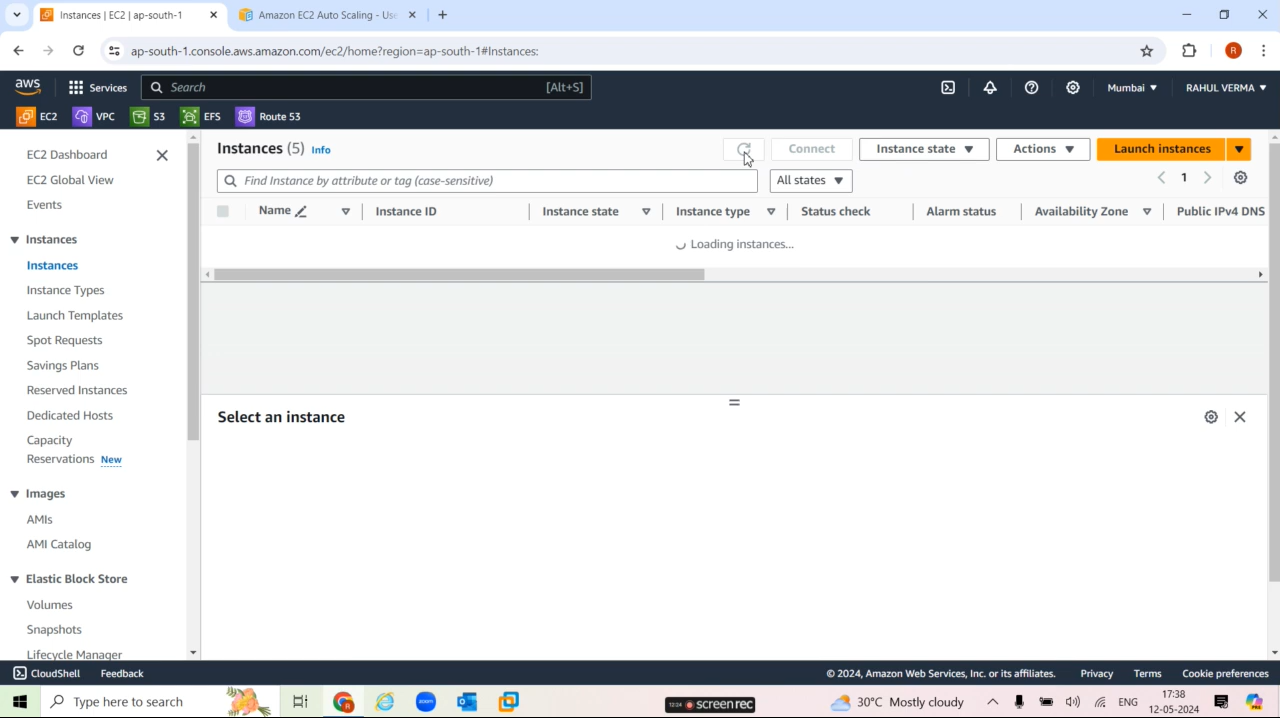 Instances | EC2 | ap-south-1
Amazon EC2 Auto Scaling - Use
ap-south-1.console.aws.amazon.com/ec2/home?region=ap-south-1#Instances:
R
aws
Services
Search
[Alt+S]
Mumbai
RAHUL VERMA
EC2
VPC
S3
EFS
Route 53
EC2 Dashboard
EC2 Global View
Events
Instances
Instances
Instance Types
Launch Templates
Spot Requests
Savings Plans
Reserved Instances
Dedicated Hosts
Capacity
Reservations New
Images
AMIs
AMI Catalog
Elastic Block Store
Volumes
Snapshots
Lifecycle Manager
Instances (5) Info
Connect
Instance state
Actions
Launch instances
Find Instance by attribute or tag (case-sensitive)
All states
1
Name
Instance ID
Instance state
Instance type
Status check
Alarm status
Availability Zone
Public IPv4 DNS
Loading instances...
Select an instance
CloudShell
Feedback
© 2024, Amazon Web Services, Inc. or its affiliates.
Privacy
Terms
Cookie preferences
Type here to search
zoom
12:24 screenrec
30°C Mostly cloudy
ENG
17:38
12-05-2024